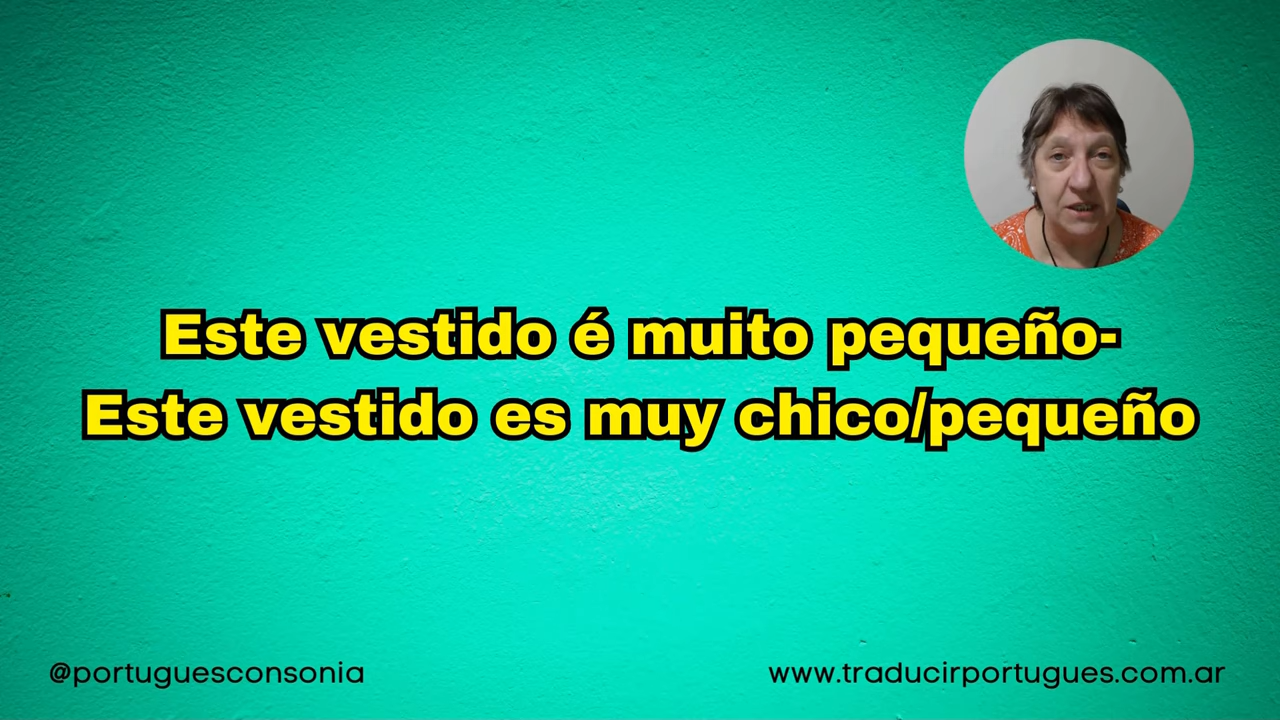 Este vestido é muito pequeño-
Este vestido es muy chico/pequeño
@portuguesconsonia
www.traducirportugues.com.ar